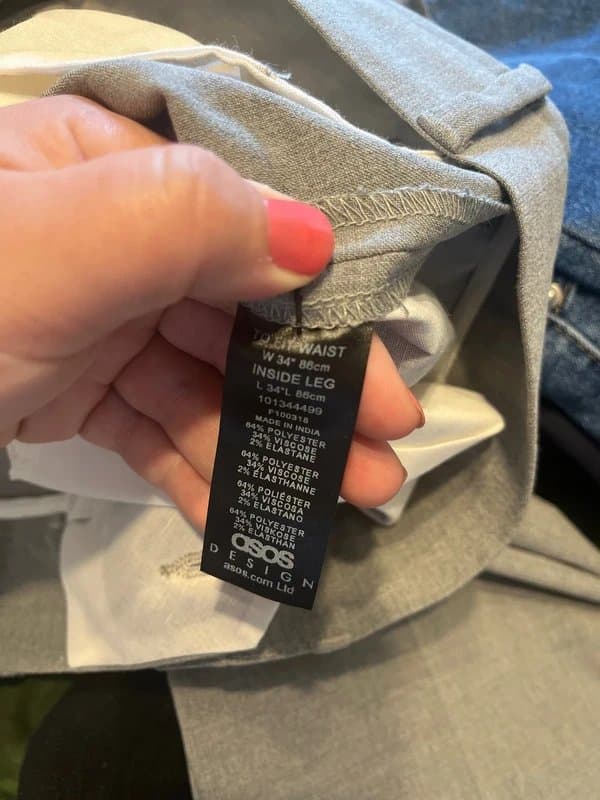 TO FIT WAIST
W 34" 86cm
INSIDE LEG
L 34"L 86cm
101344499
P100318
MADE IN INDIA
64% POLYESTER
34% VISCOSE
2% ELASTANE
64% POLYESTER
34% VISCOSE
2% ELASTHANNE
64% POLIÉSTER
34% VISCOSA
2% ELASTANO
64% POLYESTER
34% VISKOSE
2% ELASTHAN
asos
DESIGN
asos.com Ltd